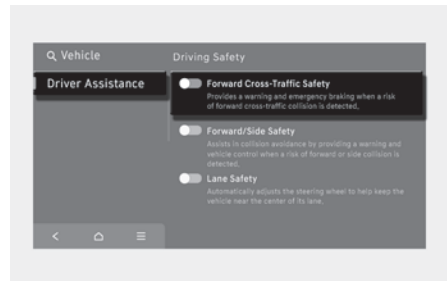 Vehicle
Driving Safety
Driver Assistance
Forward Cross-Traffic Safety
Provides a warning and emergency braking when a risk
of forward cross-traffic collision is detected.
Forward/Side Safety
Assists in collision avoidance by providing a warning and
vehicle control when a risk of forward or side collision is
detected.
Lane Safety
Automatically adjusts the steering wheel to help keep the
vehicle near the center of its lane.